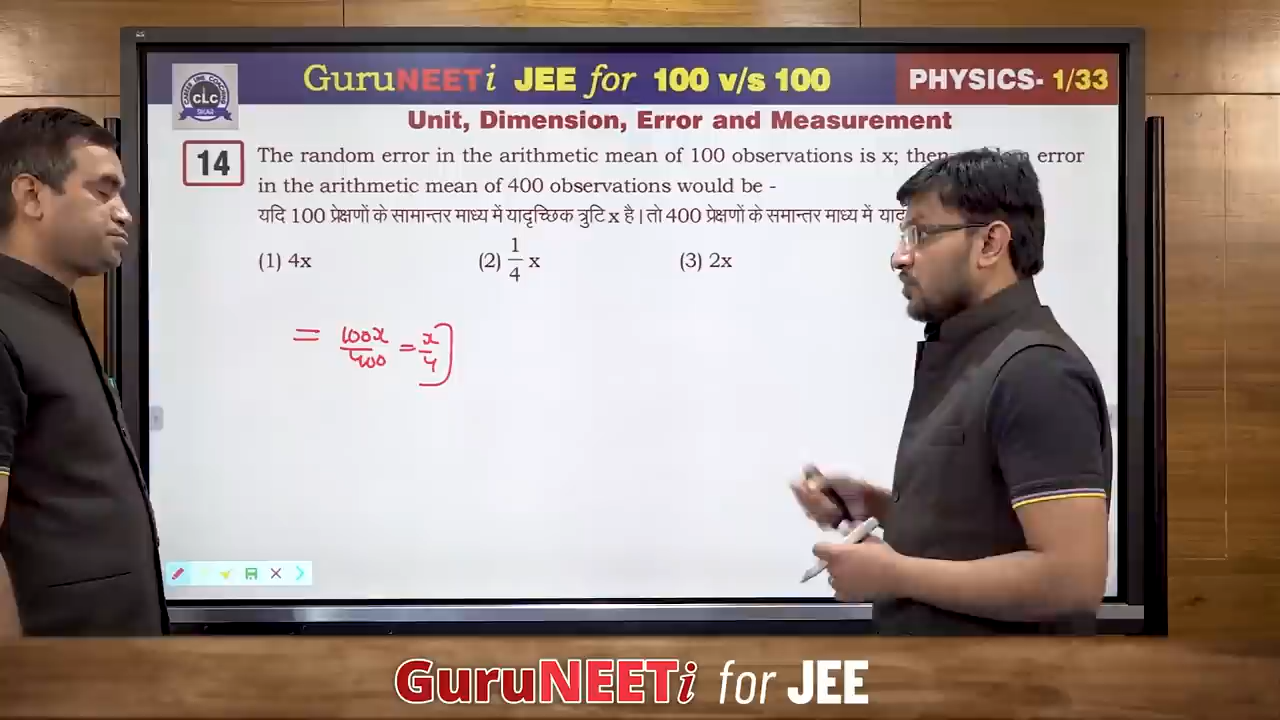 GuruNEETi JEE for 100 v/s 100
PHYSICS- 1/33
CLC
SIKAR
Unit, Dimension, Error and Measurement
14
The random error in the arithmetic mean of 100 observations is x; then error
in the arithmetic mean of 400 observations would be -
यदि 100 प्रेक्षणों के सामान्तर माध्य में यादृच्छिक त्रुटि x है। तो 400 प्रेक्षणों के समान्तर माध्य में
(1) 4x (2) 1/4 x (3) 2x
= 100x/400 = x/4
GuruNEETi for JEE